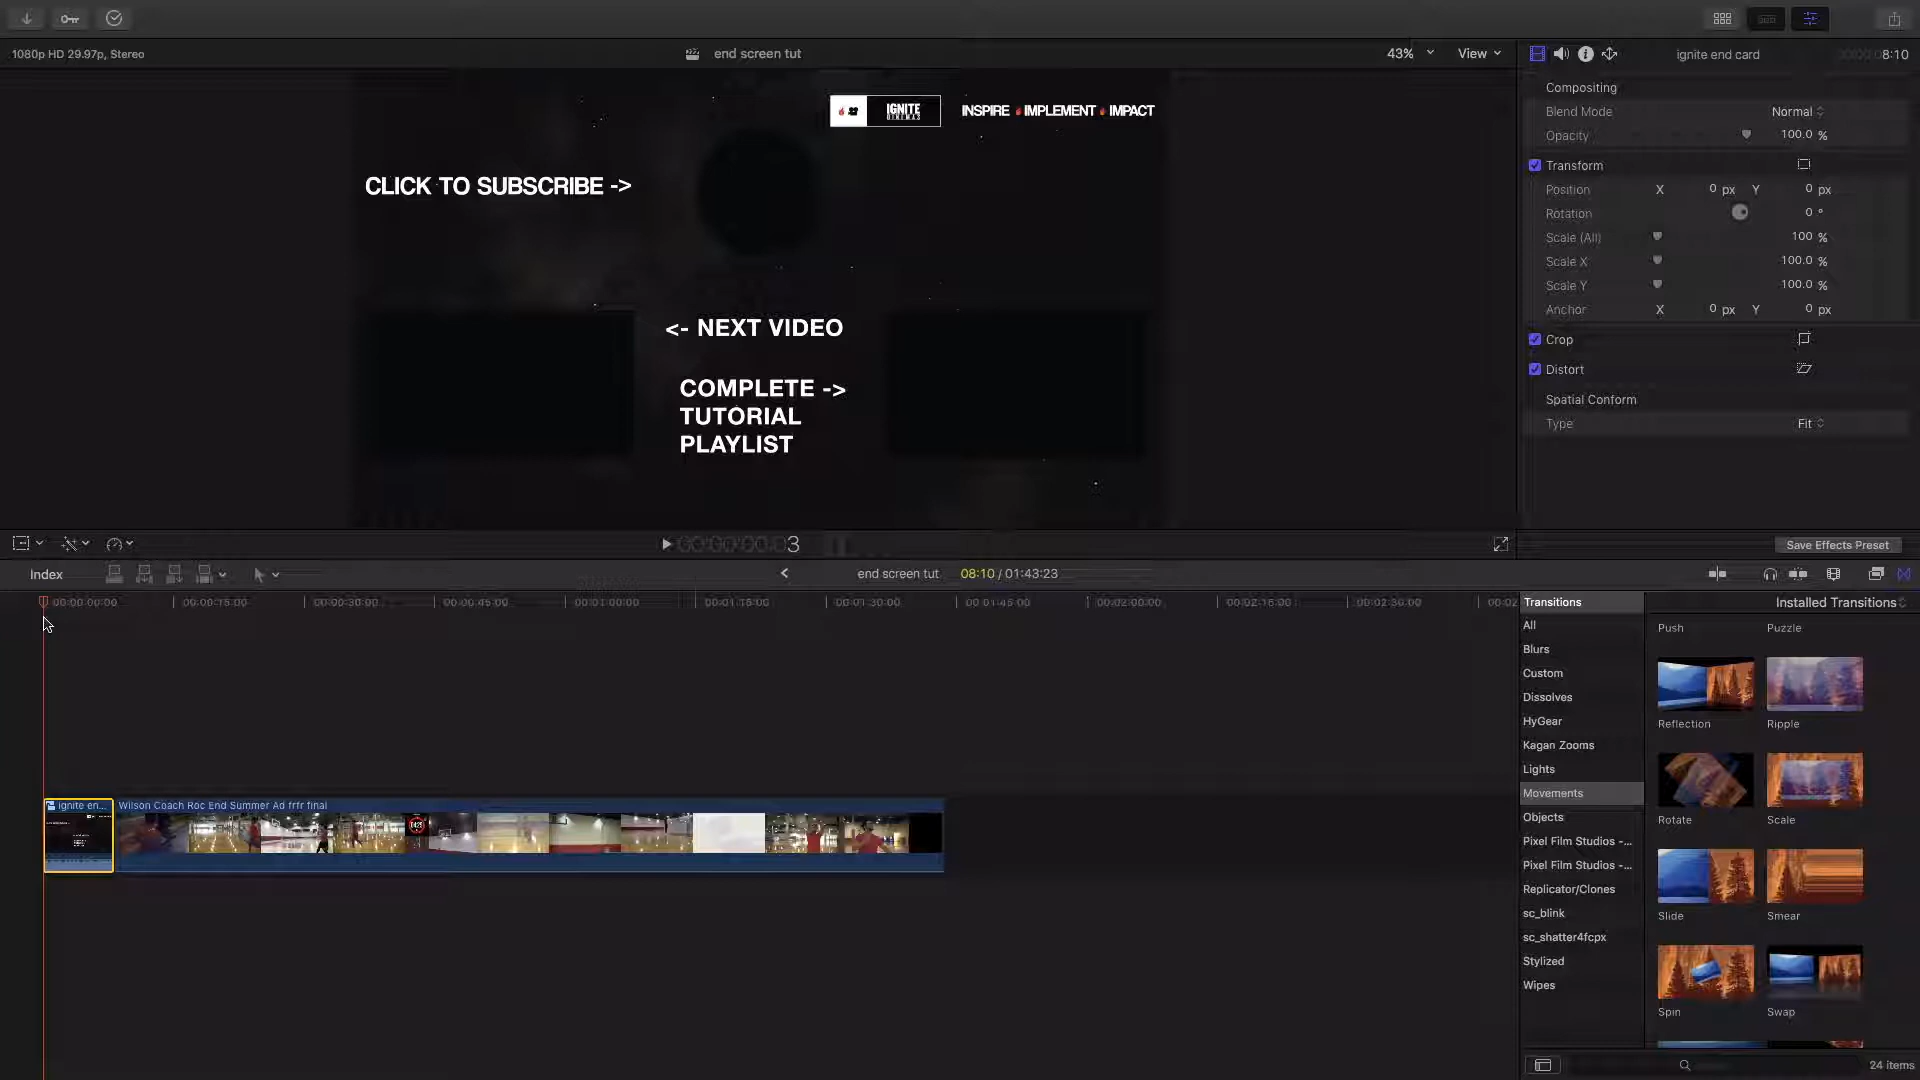 1080p HD 29.97p, Stereo
end screen tut
43%
View
ignite end card
8:10
Compositing
Blend Mode
Normal
Opacity
100.0 %
Transform
Position X 0 px Y 0 px
Rotation 0 °
Scale (All) 100 %
Scale X 100.0 %
Scale Y 100.0 %
Anchor X 0 px Y 0 px
Crop
Distort
Spatial Conform
Type Fit
Save Effects Preset
IGNITE
CINEMAS
INSPIRE IMPLEMENT IMPACT
CLICK TO SUBSCRIBE ->
<- NEXT VIDEO
COMPLETE ->
TUTORIAL
PLAYLIST
3
Index
end screen tut
08:10 / 01:43:23
00:00:00:00 00:00:15:00 00:00:30:00 00:00:45:00 00:01:00:00 00:01:15:00 00:01:30:00 00:01:45:00 00:02:00:00 00:02:15:00 00:02:30:00 00:02
ignite en...
Wilson Coach Roc End Summer Ad frfr final
Transitions
All
Blurs
Custom
Dissolves
HyGear
Kagan Zooms
Lights
Movements
Objects
Pixel Film Studios -...
Pixel Film Studios -...
Replicator/Clones
sc_blink
sc_shatter4fcpx
Stylized
Wipes
Installed Transitions
Push Puzzle
Reflection Ripple
Rotate Scale
Slide Smear
Spin Swap
24 items